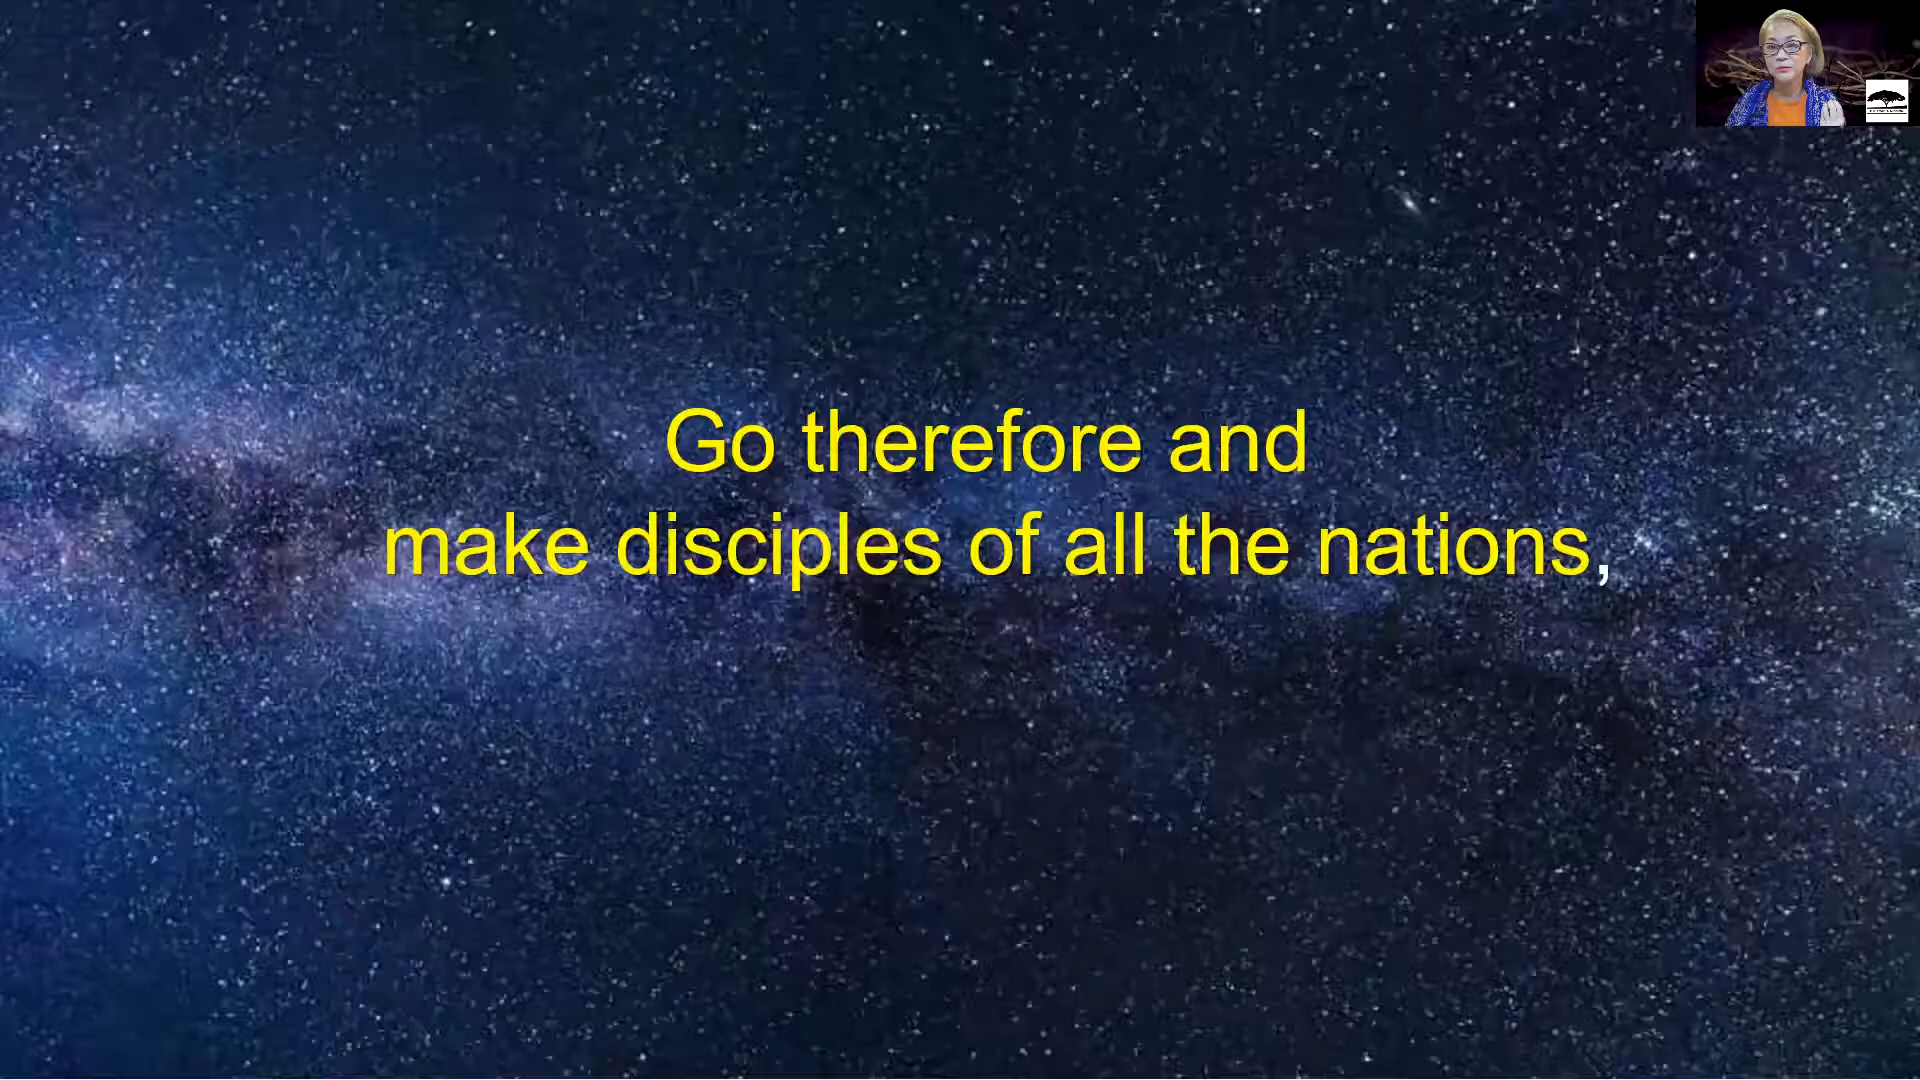 Go therefore and
make disciples of all the nations,